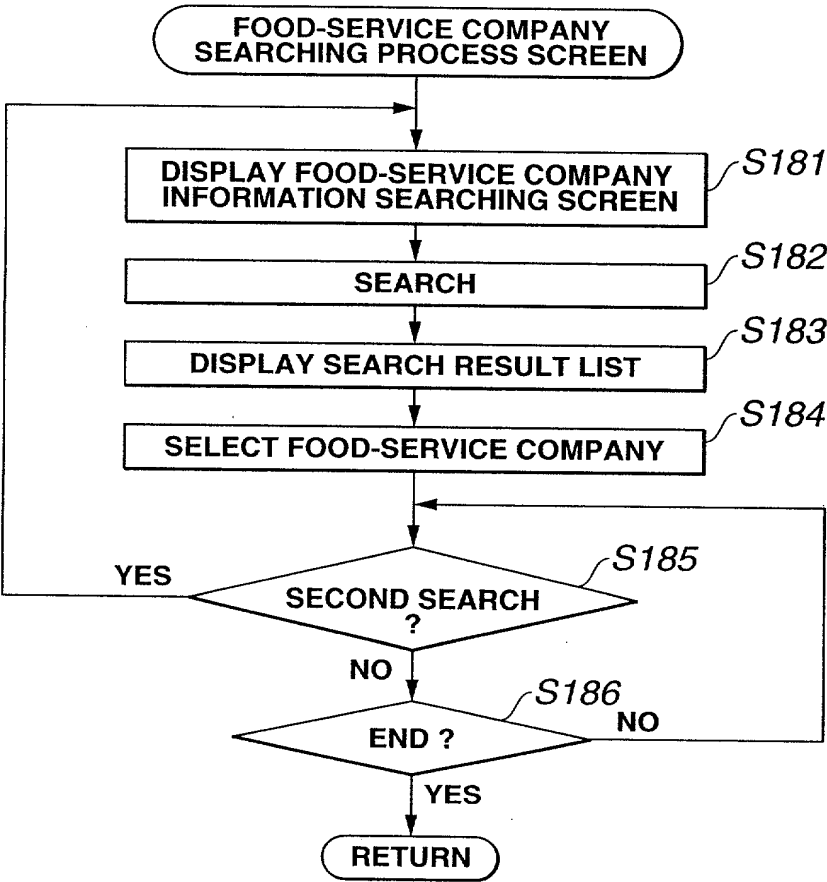 FOOD-SERVICE COMPANY
SEARCHING PROCESS SCREEN
DISPLAY FOOD-SERVICE COMPANY
INFORMATION SEARCHING SCREEN
S181
SEARCH
S182
DISPLAY SEARCH RESULT LIST
S183
SELECT FOOD-SERVICE COMPANY
S184
YES
SECOND SEARCH
?
S185
NO
END ?
S186
NO
YES
RETURN